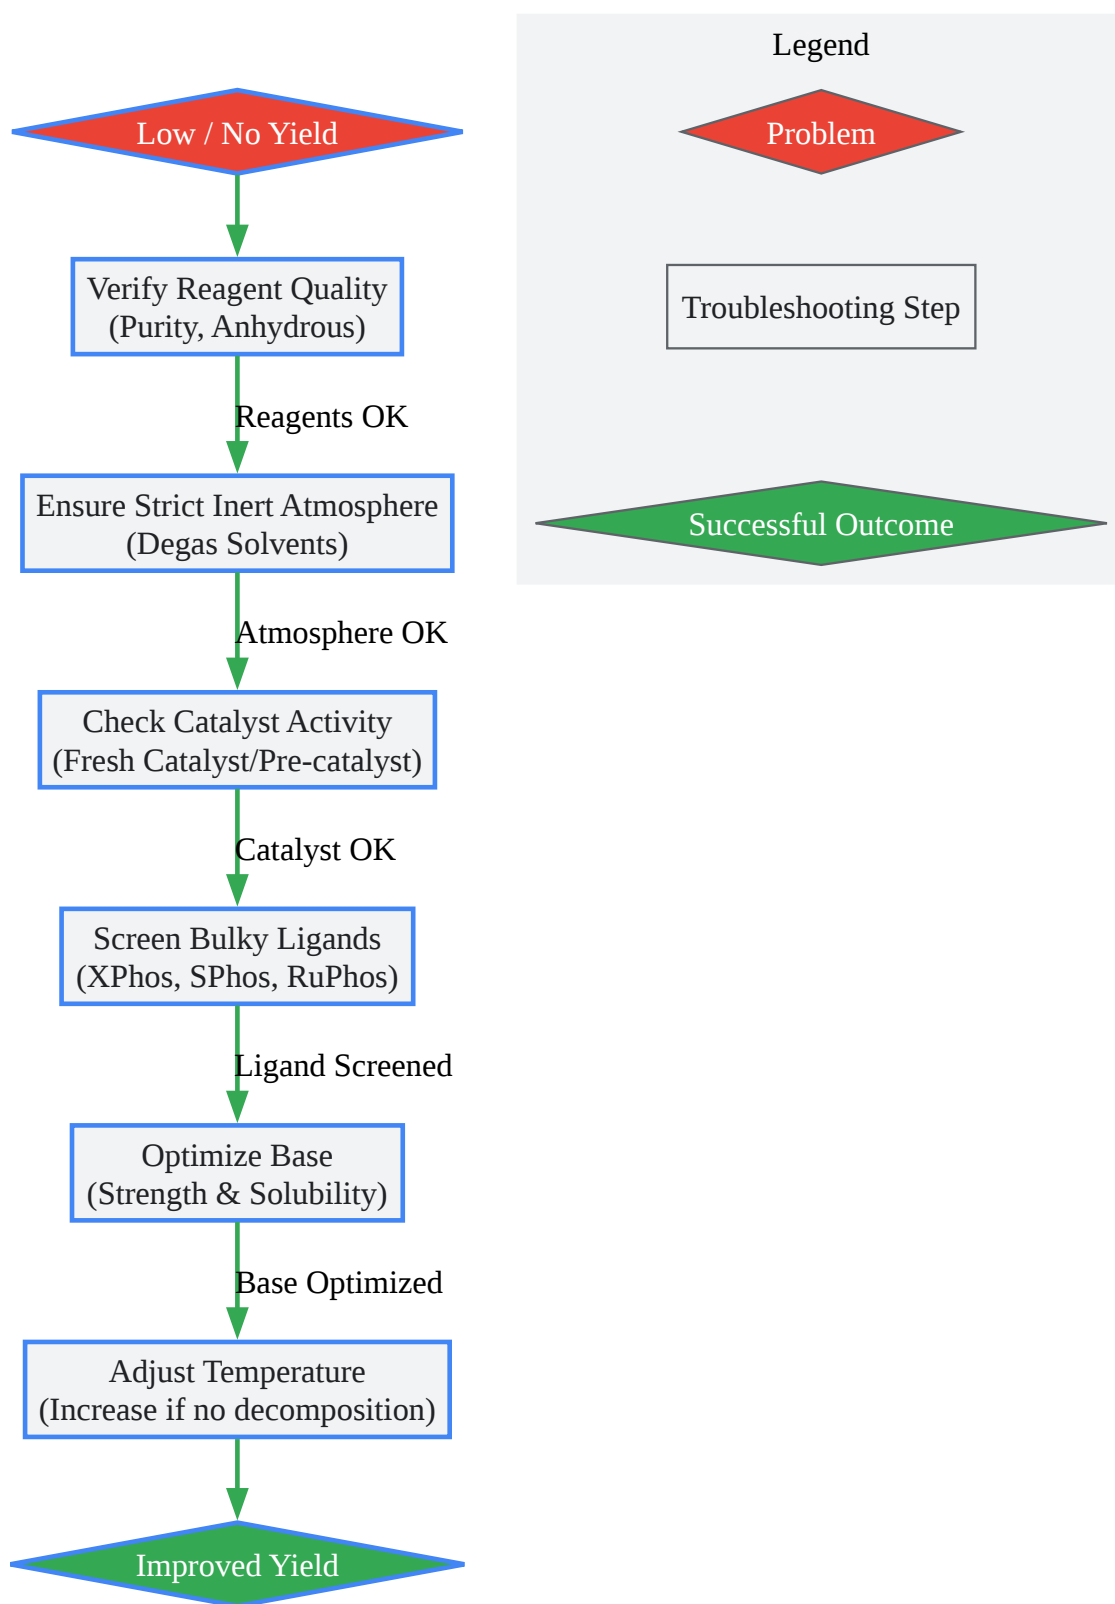 Low / No Yield
Verify Reagent Quality
(Purity, Anhydrous)
Reagents OK
Ensure Strict Inert Atmosphere
(Degas Solvents)
Atmosphere OK
Check Catalyst Activity
(Fresh Catalyst/Pre-catalyst)
Catalyst OK
Screen Bulky Ligands
(XPhos, SPhos, RuPhos)
Ligand Screened
Optimize Base
(Strength & Solubility)
Base Optimized
Adjust Temperature
(Increase if no decomposition)
Improved Yield
Legend
Problem
Troubleshooting Step
Successful Outcome